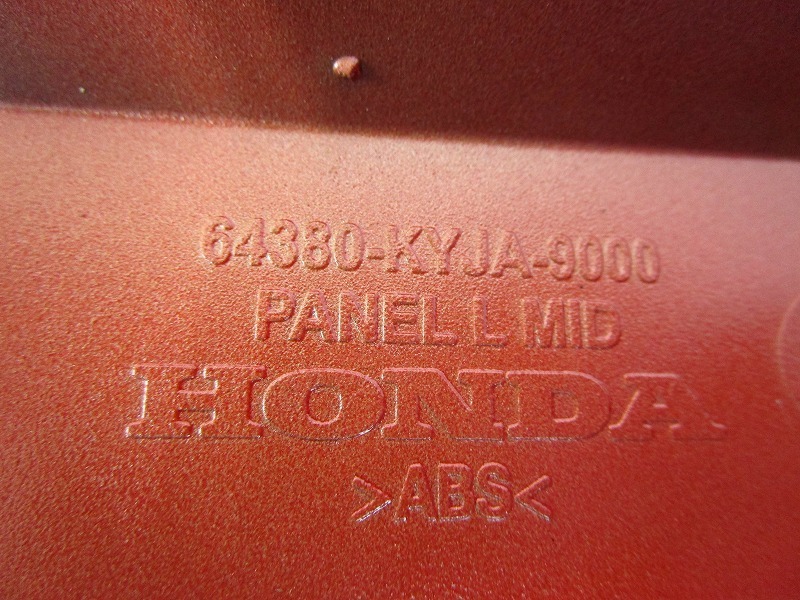 64380-KYJA-9000
PANEL L MID
HONDA
>ABS<